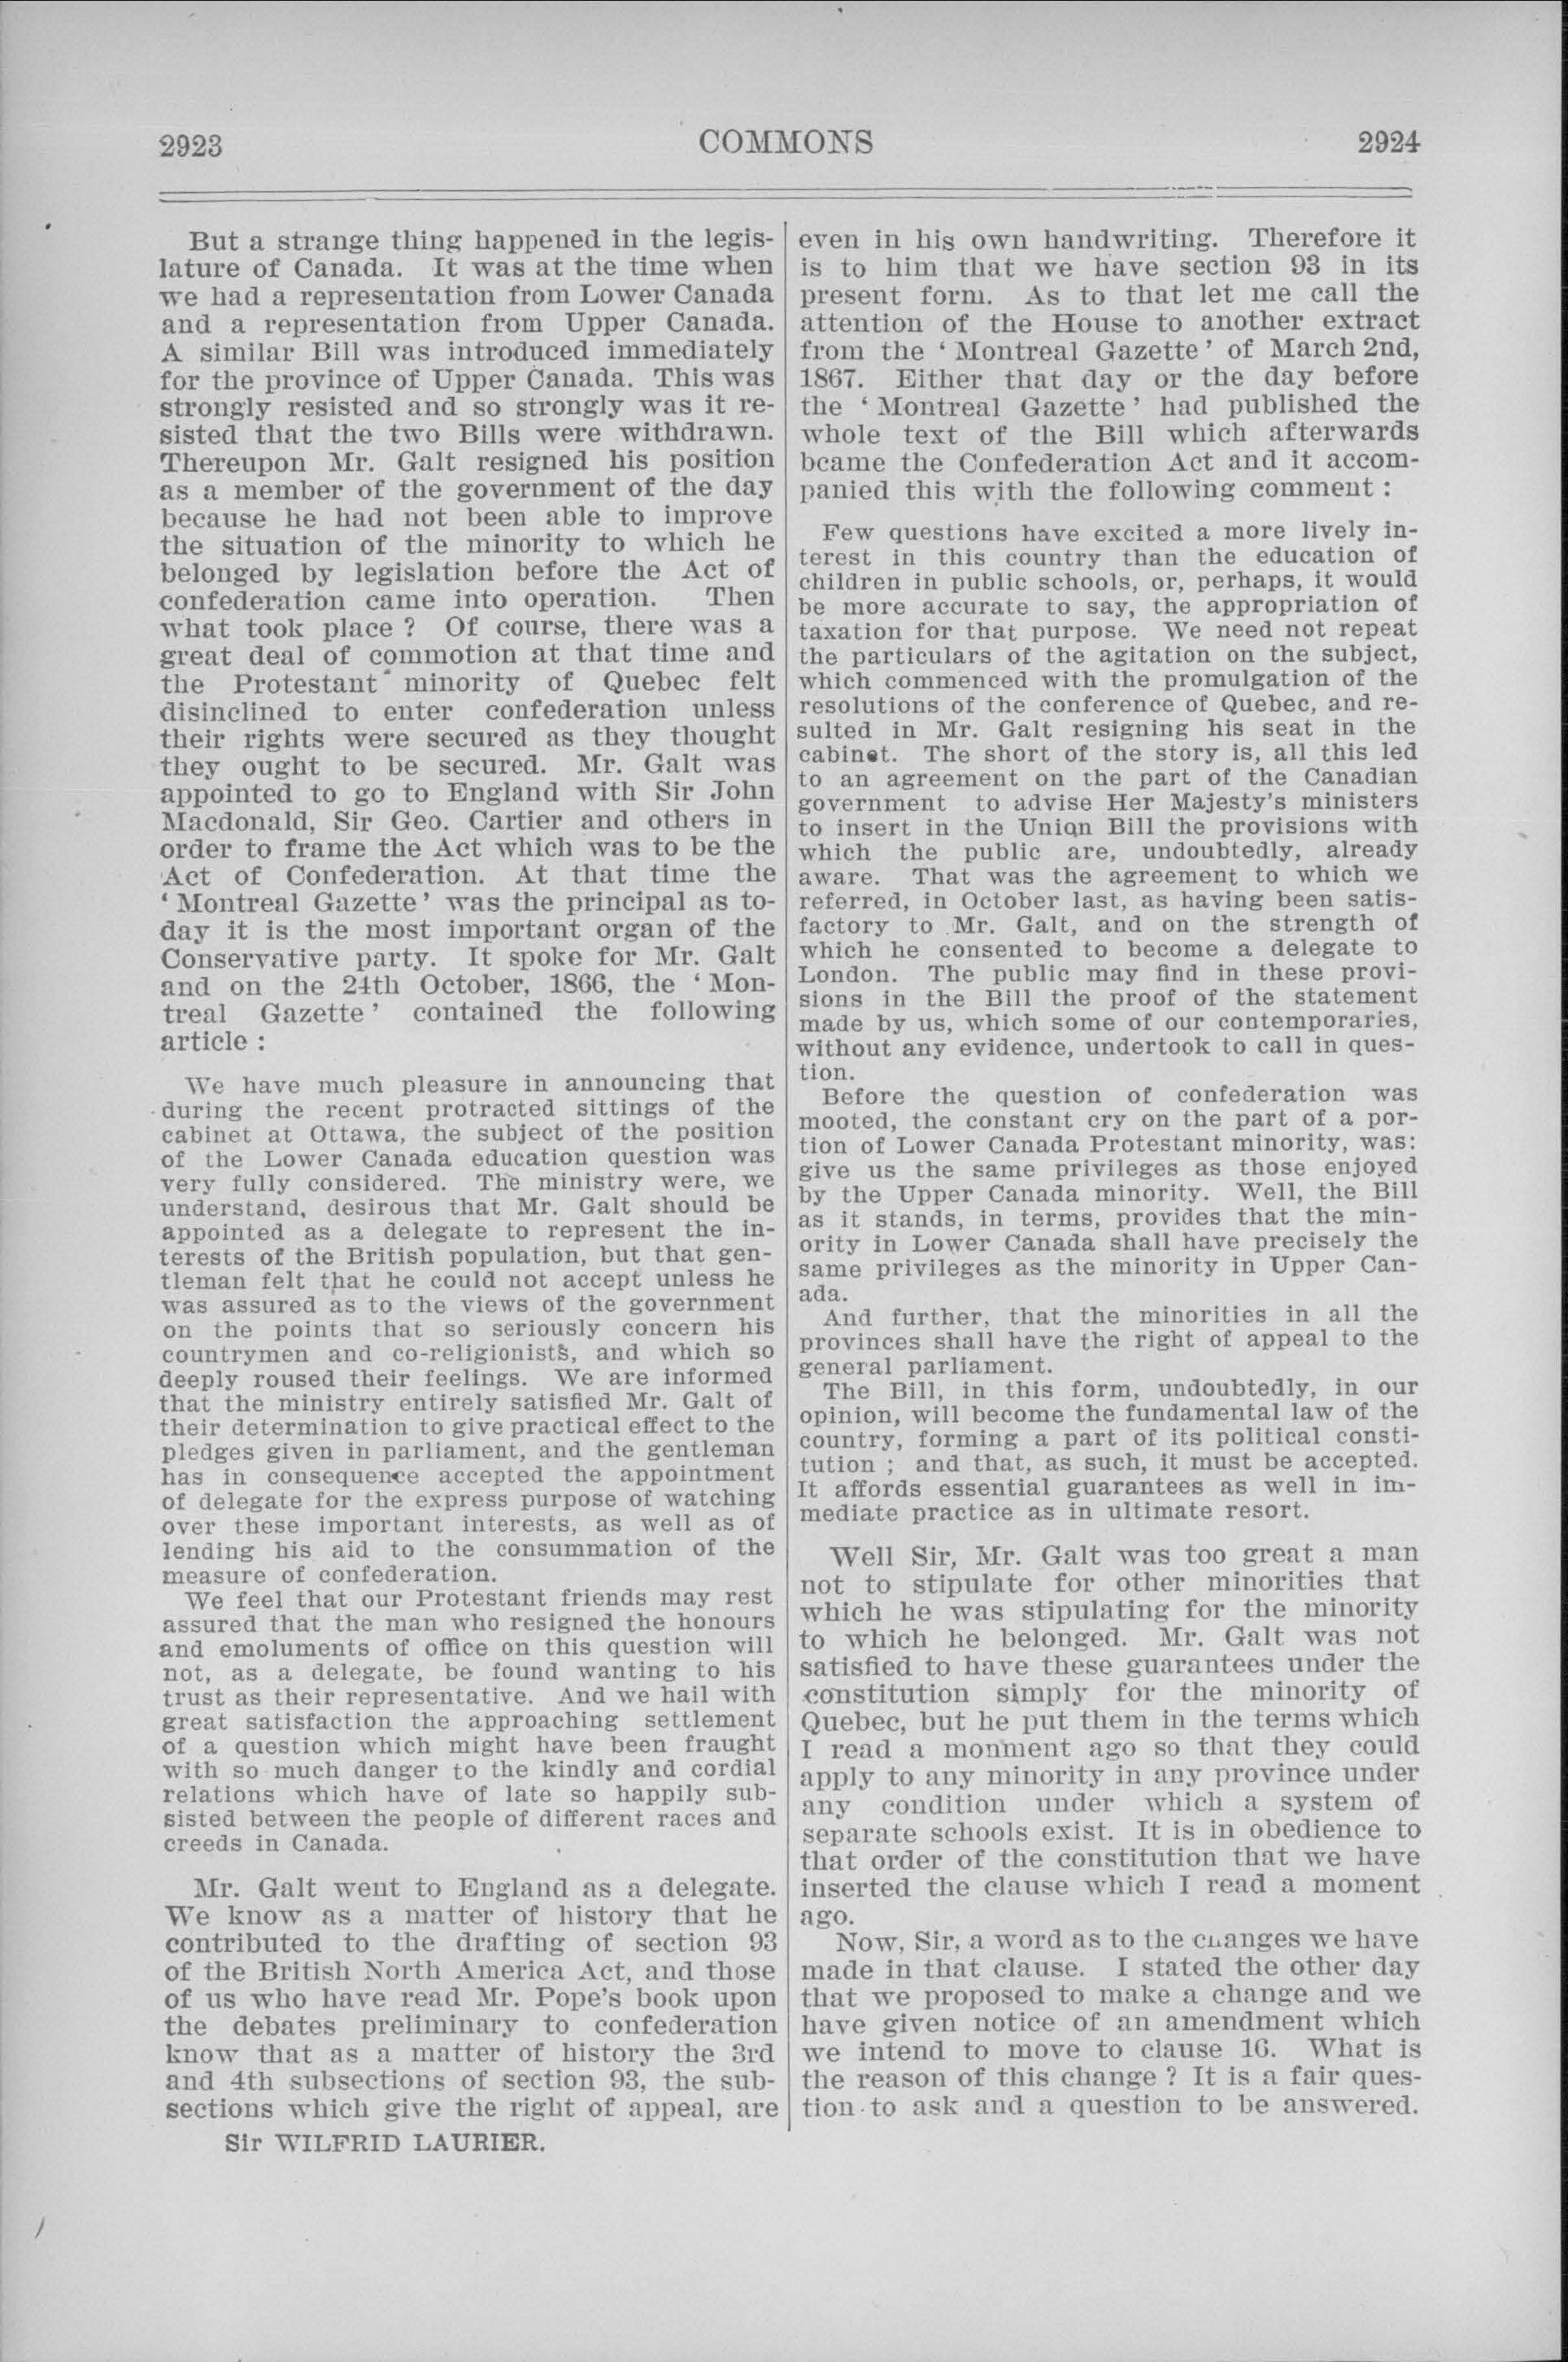 2923
COMMONS
2924
But a strange thing happened in the legis-
lature of Canada. It was at the time when
we had a representation from Lower Canada
and a representation from Upper Canada.
A similar Bill was introduced immediately
for the province of Upper Canada. This was
strongly resisted and so strongly was it re-
sisted that the two Bills were withdrawn.
Thereupon Mr. Galt resigned his position
as a member of the government of the day
because he had not been able to improve
the situation of the minority to which he
belonged by legislation before the Act of
confederation came into operation. Then
what took place ? Of course, there was a
great deal of commotion at that time and
the Protestant minority of Quebec felt
disinclined to enter confederation unless
their rights were secured as they thought
they ought to be secured. Mr. Galt was
appointed to go to England with Sir John
Macdonald, Sir Geo. Cartier and others in
order to frame the Act which was to be the
Act of Confederation. At that time the
‘ Montreal Gazette ’ was the principal as to-
day it is the most important organ of the
Conservative party. It spoke for Mr. Galt
and on the 24th October, 1866, the ‘ Mon-
treal Gazette ’ contained the following
article :
We have much pleasure in announcing that
during the recent protracted sittings of the
cabinet at Ottawa, the subject of the position
of the Lower Canada education question was
very fully considered. The ministry were, we
understand, desirous that Mr. Galt should be
appointed as a delegate to represent the in-
terests of the British population, but that gen-
tleman felt that he could not accept unless he
was assured as to the views of the government
on the points that so seriously concern his
countrymen and co-religionists, and which so
deeply roused their feelings. We are informed
that the ministry entirely satisfied Mr. Galt of
their determination to give practical effect to the
pledges given in parliament, and the gentleman
has in consequence accepted the appointment
of delegate for the express purpose of watching
over these important interests, as well as of
lending his aid to the consummation of the
measure of confederation.
We feel that our Protestant friends may rest
assured that the man who resigned the honours
and emoluments of office on this question will
not, as a delegate, be found wanting to his
trust as their representative. And we hail with
great satisfaction the approaching settlement
of a question which might have been fraught
with so much danger to the kindly and cordial
relations which have of late so happily sub-
sisted between the people of different races and
creeds in Canada.
Mr. Galt went to England as a delegate.
We know as a matter of history that he
contributed to the drafting of section 93
of the British North America Act, and those
of us who have read Mr. Pope's book upon
the debates preliminary to confederation
know that as a matter of history the 3rd
and 4th subsections of section 93, the sub-
sections which give the right of appeal, are
Sir WILFRID LAURIER.
even in his own handwriting. Therefore it
is to him that we have section 93 in its
present form. As to that let me call the
attention of the House to another extract
from the ‘ Montreal Gazette ’ of March 2nd,
1867. Either that day or the day before
the ‘ Montreal Gazette ’ had published the
whole text of the Bill which afterwards
bcame the Confederation Act and it accom-
panied this with the following comment :
Few questions have excited a more lively in-
terest in this country than the education of
children in public schools, or, perhaps, it would
be more accurate to say, the appropriation of
taxation for that purpose. We need not repeat
the particulars of the agitation on the subject,
which commenced with the promulgation of the
resolutions of the conference of Quebec, and re-
sulted in Mr. Galt resigning his seat in the
cabinet. The short of the story is, all this led
to an agreement on the part of the Canadian
government to advise Her Majesty's ministers
to insert in the Union Bill the provisions with
which the public are, undoubtedly, already
aware. That was the agreement to which we
referred, in October last, as having been satis-
factory to Mr. Galt, and on the strength of
which he consented to become a delegate to
London. The public may find in these provi-
sions in the Bill the proof of the statement
made by us, which some of our contemporaries,
without any evidence, undertook to call in ques-
tion.
Before the question of confederation was
mooted, the constant cry on the part of a por-
tion of Lower Canada Protestant minority, was:
give us the same privileges as those enjoyed
by the Upper Canada minority. Well, the Bill
as it stands, in terms, provides that the min-
ority in Lower Canada shall have precisely the
same privileges as the minority in Upper Can-
ada.
And further, that the minorities in all the
provinces shall have the right of appeal to the
general parliament.
The Bill, in this form, undoubtedly, in our
opinion, will become the fundamental law of the
country, forming a part of its political consti-
tution ; and that, as such, it must be accepted.
It affords essential guarantees as well in im-
mediate practice as in ultimate resort.
Well Sir, Mr. Galt was too great a man
not to stipulate for other minorities that
which he was stipulating for the minority
to which he belonged. Mr. Galt was not
satisfied to have these guarantees under the
constitution simply for the minority of
Quebec, but he put them in the terms which
I read a monment ago so that they could
apply to any minority in any province under
any condition under which a system of
separate schools exist. It is in obedience to
that order of the constitution that we have
inserted the clause which I read a moment
ago.
Now, Sir, a word as to the changes we have
made in that clause. I stated the other day
that we proposed to make a change and we
have given notice of an amendment which
we intend to move to clause 16. What is
the reason of this change ? It is a fair ques-
tion to ask and a question to be answered.